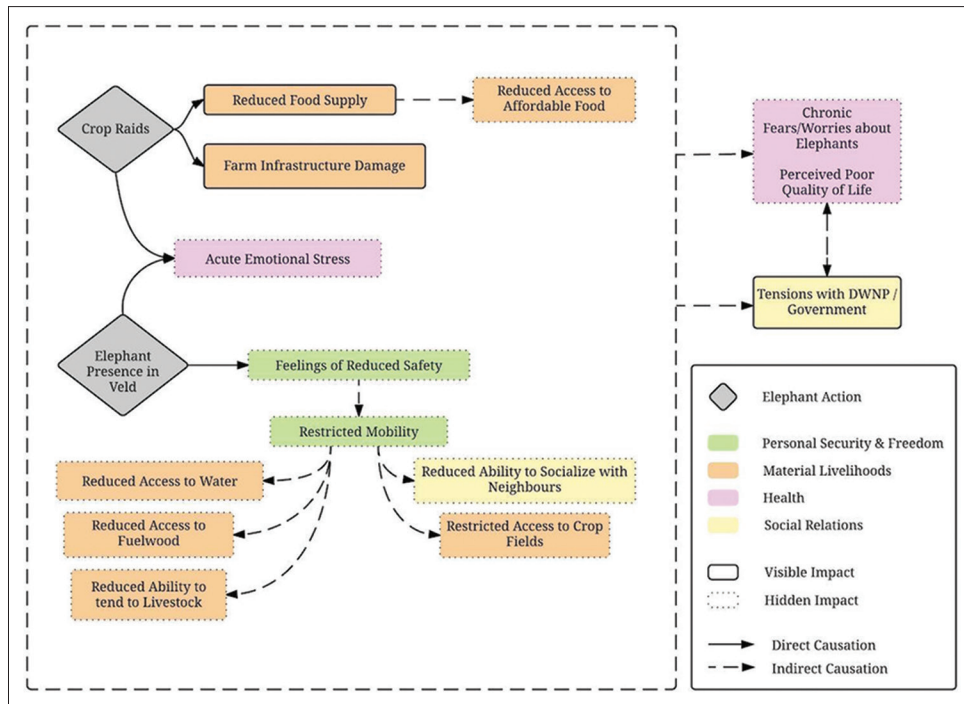 Crop Raids
Reduced Food Supply
Reduced Access to
Affordable Food
Farm Infrastructure Damage
Acute Emotional Stress
Elephant
Presence in
Veld
Feelings of Reduced Safety
Restricted Mobility
Reduced Access to Water
Reduced Access to
Fuelwood
Reduced Ability to
tend to Livestock
Reduced Ability to Socialize with
Neighbours
Restricted Access to Crop
Fields
Chronic
Fears/Worries about
Elephants
Perceived Poor
Quality of Life
Tensions with DWNP /
Government
Elephant Action
Personal Security & Freedom
Material Livelihoods
Health
Social Relations
Visible Impact
Hidden Impact
Direct Causation
Indirect Causation